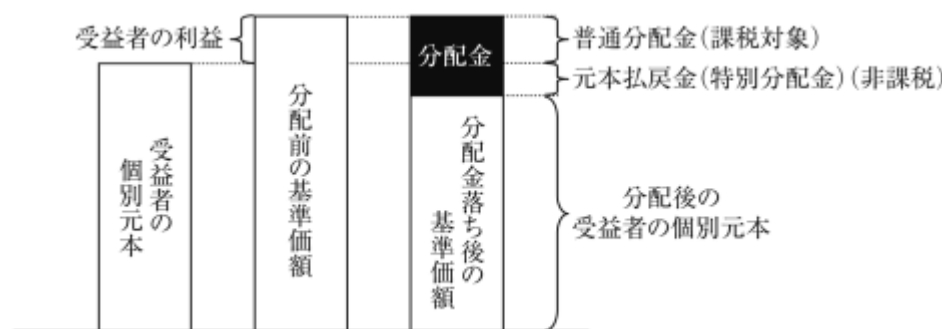 受益者の利益
分配金
普通分配金(課税対象)
元本払戻金(特別分配金)(非課税)
受益者の
個別元本
分配前の基準価額
分配金落ち後の
基準価額
分配後の
受益者の個別元本